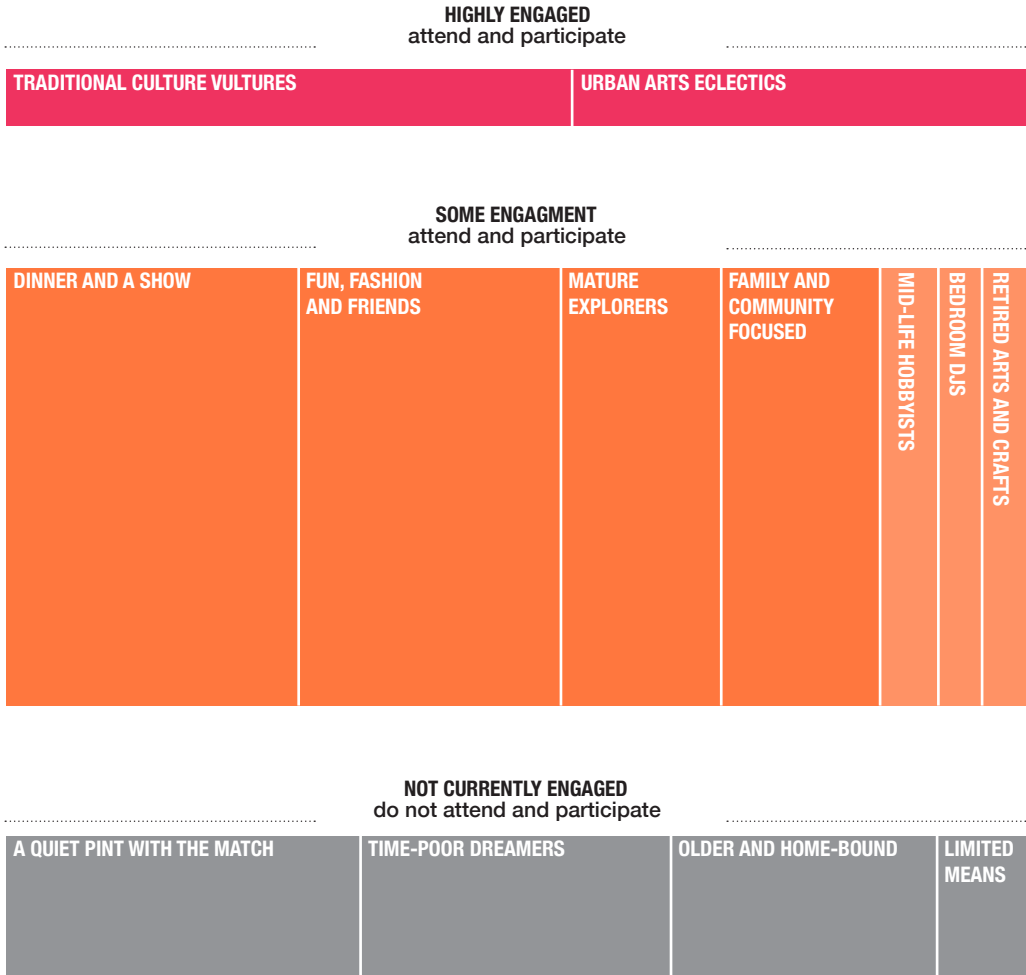 HIGHLY ENGAGED
attend and participate
TRADITIONAL CULTURE VULTURES
URBAN ARTS ECLECTICS
SOME ENGAGMENT
attend and participate
DINNER AND A SHOW
FUN, FASHION
AND FRIENDS
MATURE
EXPLORERS
FAMILY AND
COMMUNITY
FOCUSED
MID-LIFE HOBBYISTS
BEDROOM DJS
RETIRED ARTS AND CRAFTS
NOT CURRENTLY ENGAGED
do not attend and participate
A QUIET PINT WITH THE MATCH
TIME-POOR DREAMERS
OLDER AND HOME-BOUND
LIMITED
MEANS